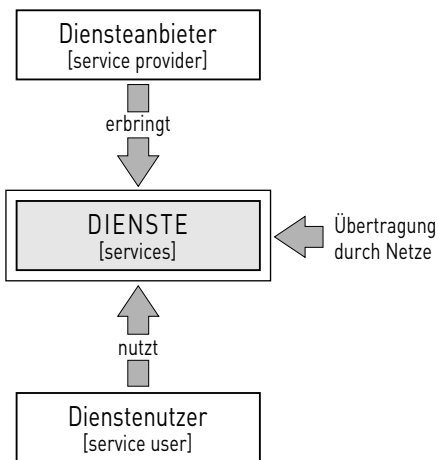 Diensteanbieter
[service provider]
erbringt
DIENSTE
[services]
Übertragung
durch Netze
nutzt
Dienstenutzer
[service user]